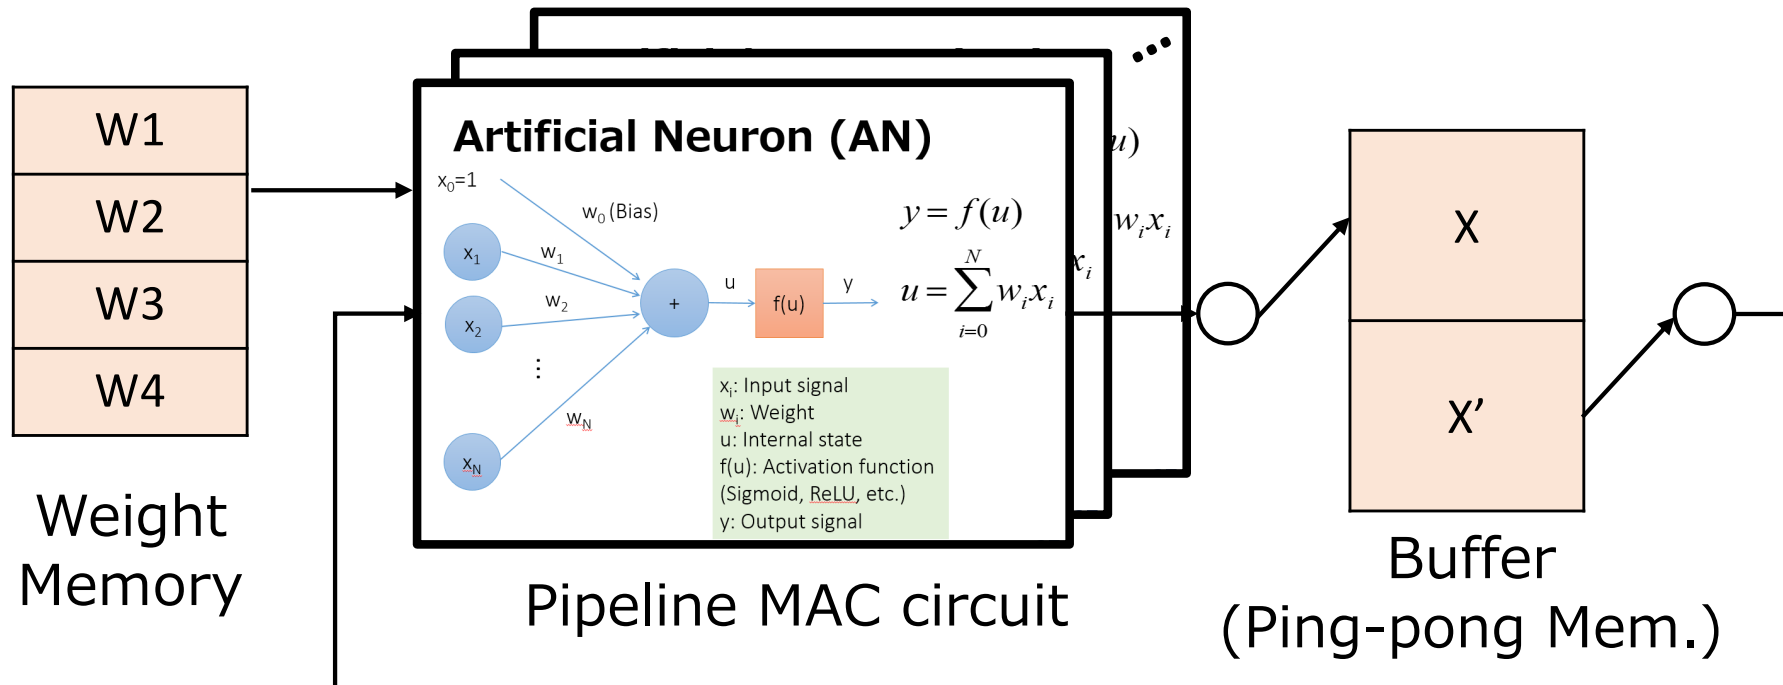 W1
W2
W3
W4
Weight
Memory
Artificial Neuron (AN)
x0=1
w0 (Bias)
x1
w1
x2
w2
⋮
xN
wN
+
u
f(u)
y
y = f(u)
u = ∑ i=0 N wixi
xi: Input signal
wi: Weight
u: Internal state
f(u): Activation function
(Sigmoid, ReLU, etc.)
y: Output signal
u)
wixi
xi
Pipeline MAC circuit
X
X’
Buffer
(Ping-pong Mem.)